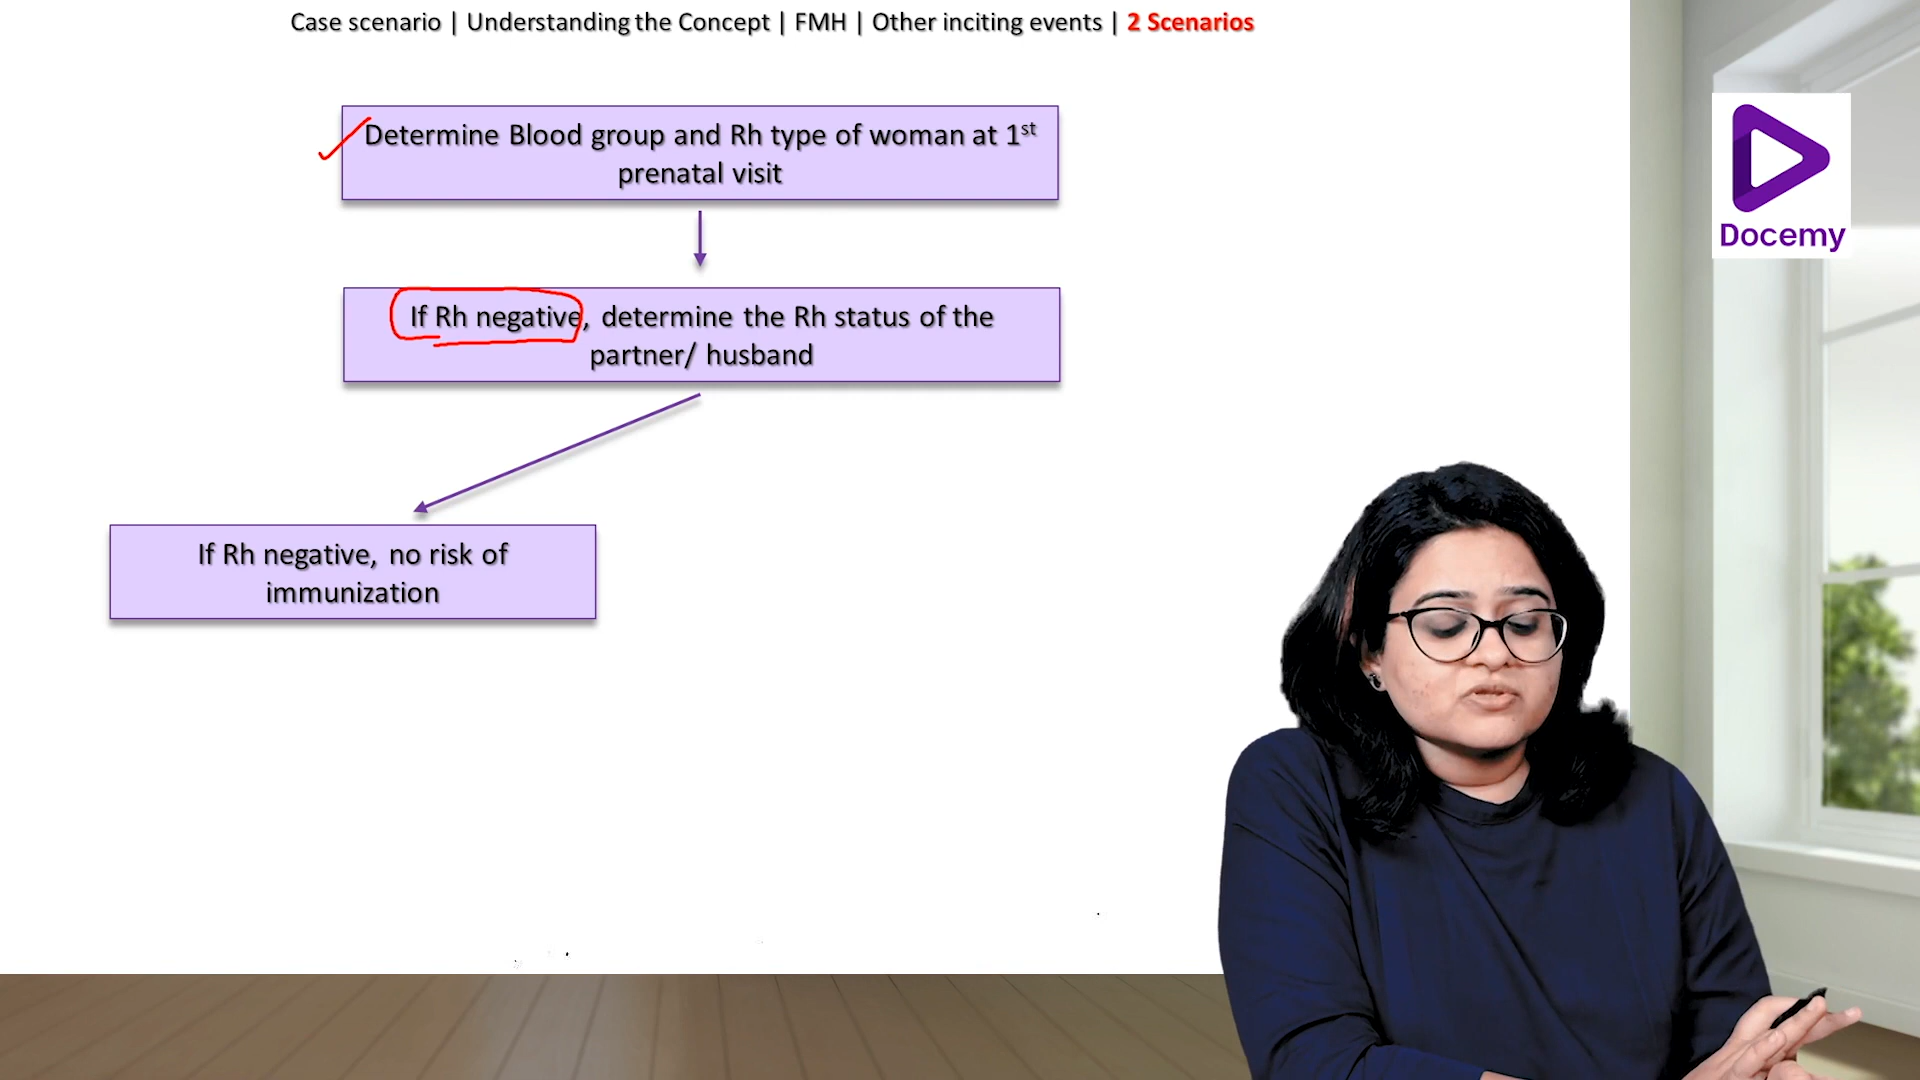 Case scenario | Understanding the Concept | FMH | Other inciting events | 2 Scenarios
Determine Blood group and Rh type of woman at 1st
prenatal visit
If Rh negative, determine the Rh status of the
partner/ husband
If Rh negative, no risk of
immunization
Docemy